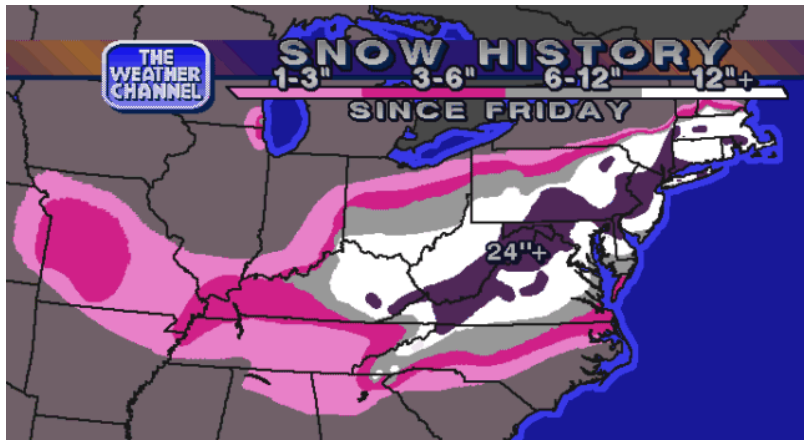 THE
WEATHER
CHANNEL
SNOW HISTORY
1-3" 3-6" 6-12" 12"+
SINCE FRIDAY
24"+